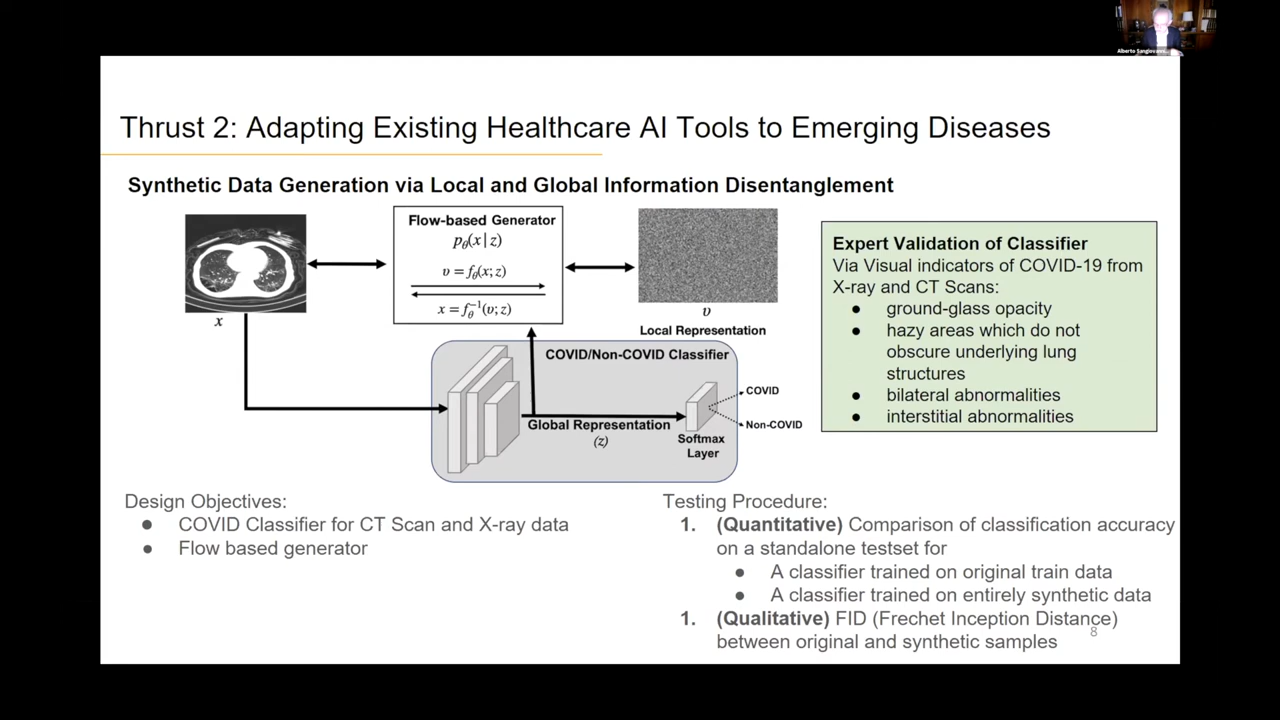 Alberto
Thrust 2: Adapting Existing Healthcare AI Tools to Emerging Diseases
Synthetic Data Generation via Local and Global Information Disentanglement
Flow-based Generator
pθ(x|z)
υ = fθ(x; z)
x = fθ⁻¹(υ; z)
x
υ
Local Representation
COVID/Non-COVID Classifier
COVID
Non-COVID
Global Representation
(z)
Softmax
Layer
Expert Validation of Classifier
Via Visual indicators of COVID-19 from
X-ray and CT Scans:
● ground-glass opacity
● hazy areas which do not
obscure underlying lung
structures
● bilateral abnormalities
● interstitial abnormalities
Design Objectives:
● COVID Classifier for CT Scan and X-ray data
● Flow based generator
Testing Procedure:
1. (Quantitative) Comparison of classification accuracy
on a standalone testset for
● A classifier trained on original train data
● A classifier trained on entirely synthetic data
1. (Qualitative) FID (Frechet Inception Distance)
between original and synthetic samples
8